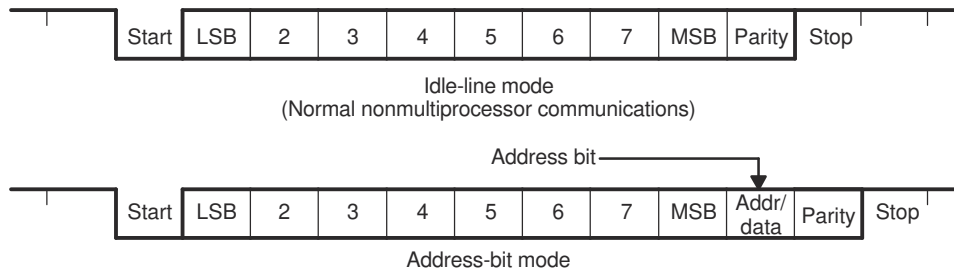 Start LSB 2 3 4 5 6 7 MSB Parity Stop
Idle-line mode
(Normal nonmultiprocessor communications)
Address bit
Start LSB 2 3 4 5 6 7 MSB Addr/ data Parity Stop
Address-bit mode